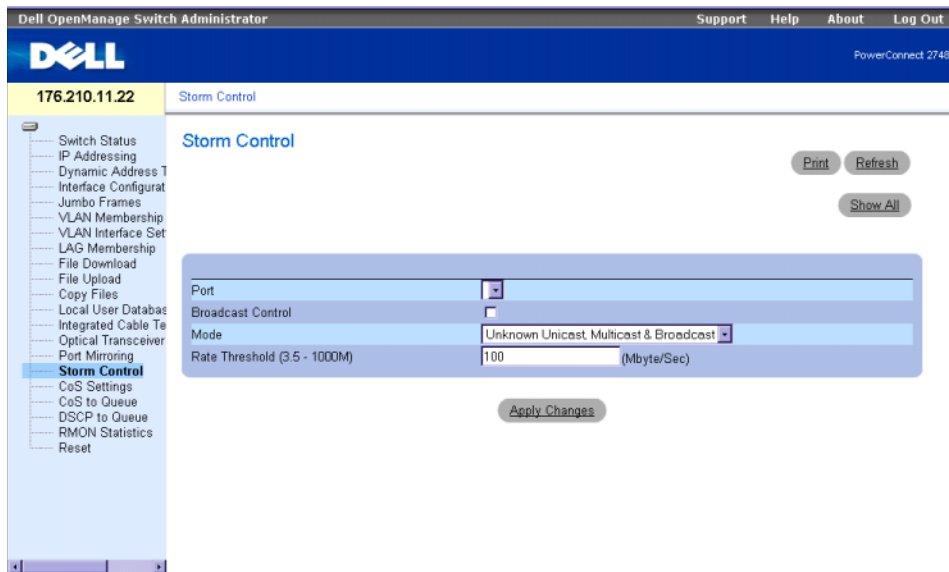 Dell OpenManage Switch Administrator
Support Help About Log Out
DELL
PowerConnect 2748
176.210.11.22
Storm Control
Switch Status
IP Addressing
Dynamic Address T
Interface Configurat
Jumbo Frames
VLAN Membership
VLAN Interface Set
LAG Membership
File Download
File Upload
Copy Files
Local User Databas
Integrated Cable Te
Optical Transceiver
Port Mirroring
Storm Control
CoS Settings
CoS to Queue
DSCP to Queue
RMON Statistics
Reset
Storm Control
Print Refresh
Show All
Port
Broadcast Control
Mode Unknown Unicast, Multicast & Broadcast
Rate Threshold (3.5 - 1000M) 100 (Mbyte/Sec)
Apply Changes